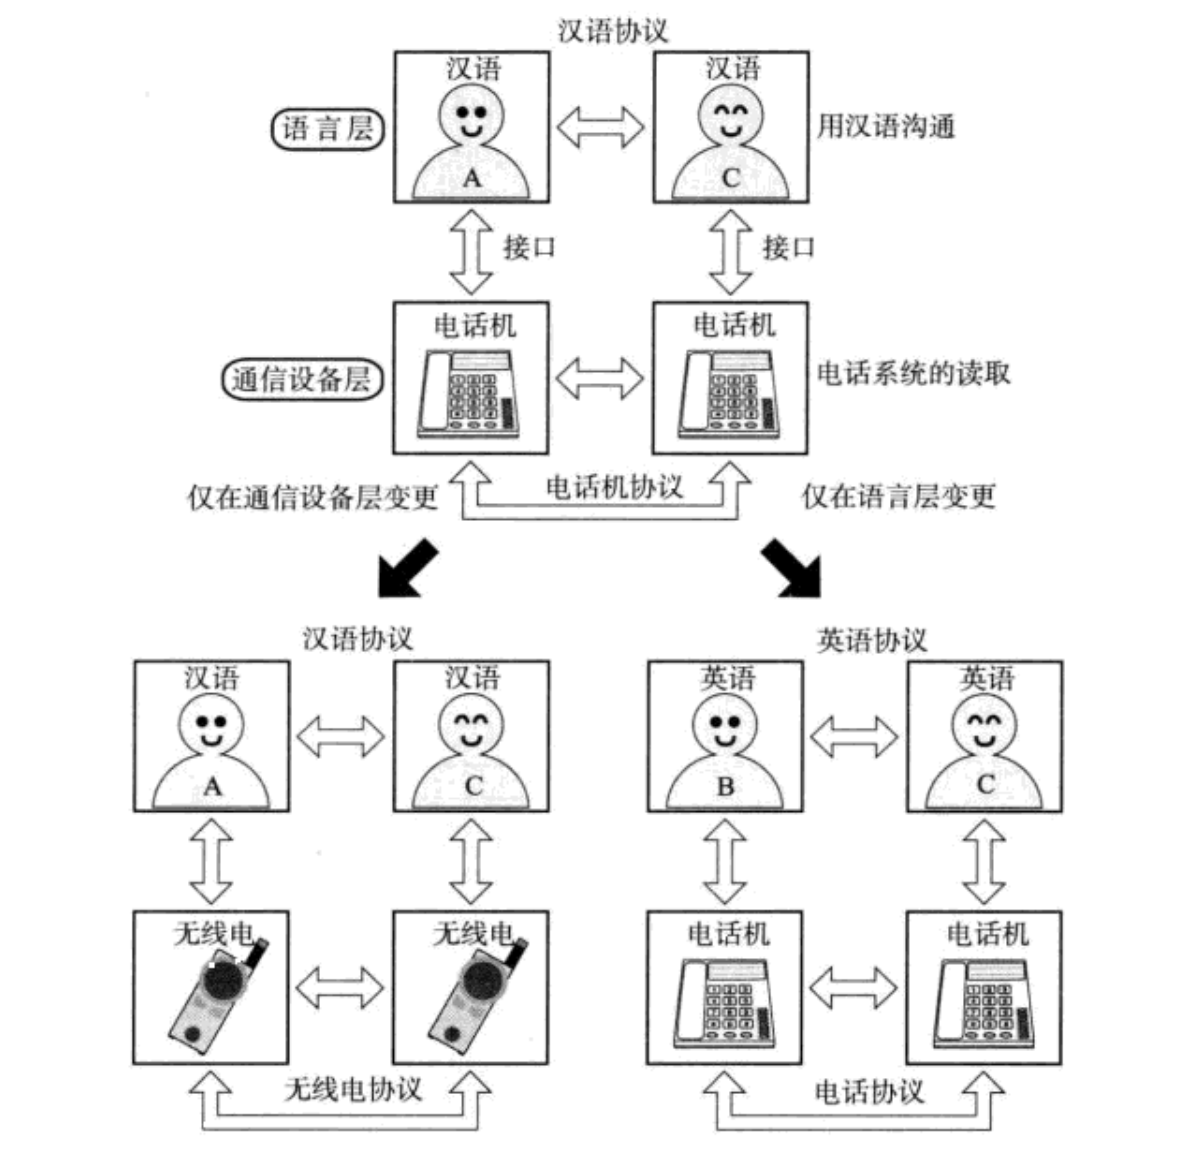 汉语协议
汉语
汉语
语言层
A
C
用汉语沟通
接口
接口
电话机
电话机
通信设备层
电话系统的读取
仅在通信设备层变更
电话机协议
仅在语言层变更
汉语协议
英语协议
汉语
汉语
英语
英语
A
C
B
C
无线电
无线电
电话机
电话机
无线电协议
电话协议